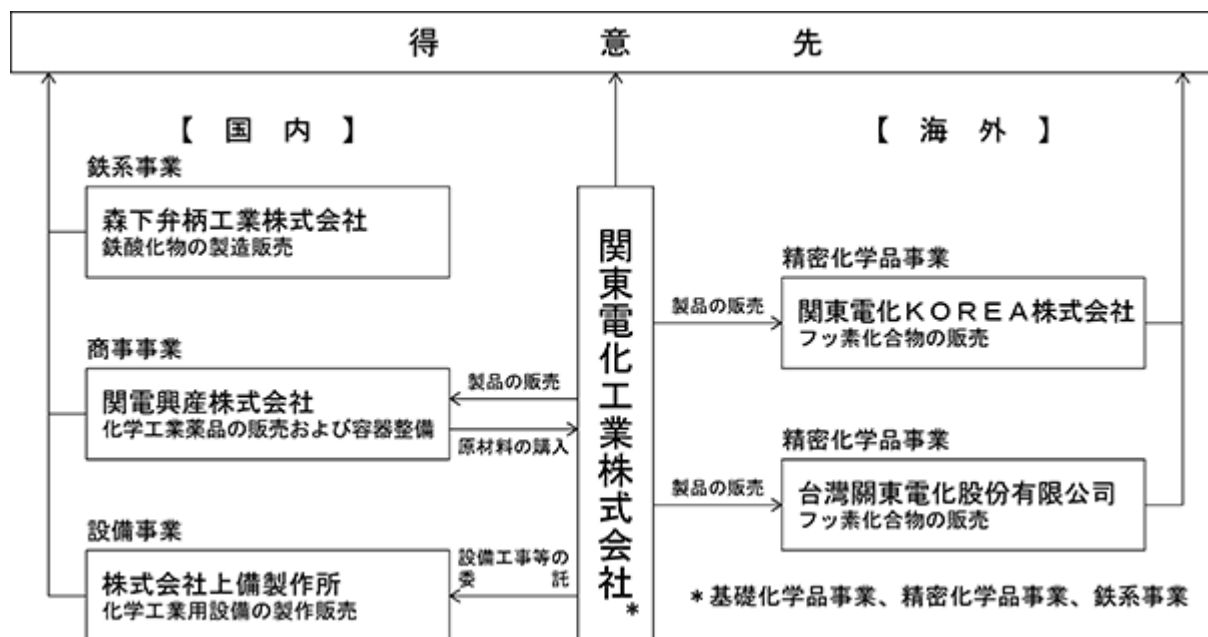 得意先
【国内】
【海外】
鉄系事業
森下弁柄工業株式会社
鉄酸化物の製造販売
商事事業
関電興産株式会社
化学工業薬品の販売および容器整備
設備事業
株式会社上備製作所
化学工業用設備の製作販売
製品の販売
原材料の購入
設備工事等の
委託
関東電化工業株式会社*
製品の販売
製品の販売
精密化学品事業
関東電化KOREA株式会社
フッ素化合物の販売
精密化学品事業
台灣關東電化股份有限公司
フッ素化合物の販売
*基礎化学品事業、精密化学品事業、鉄系事業